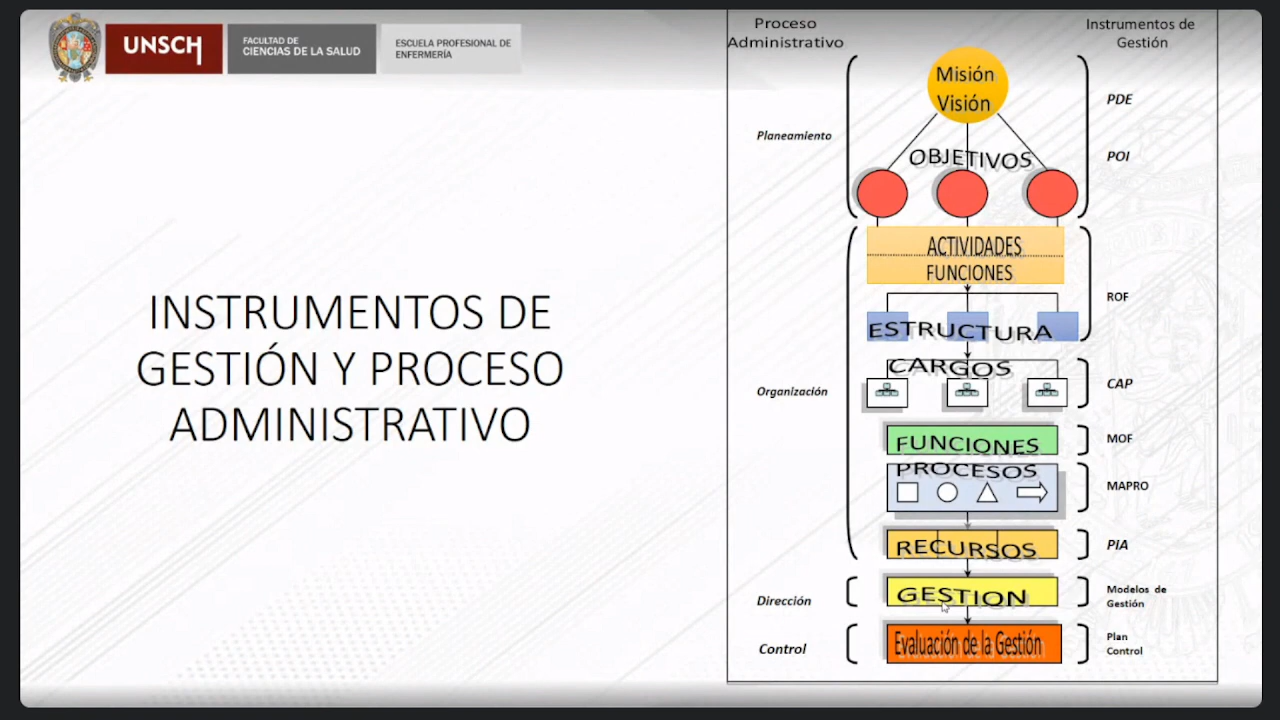 UNSCH
FACULTAD DE
CIENCIAS DE LA SALUD
ESCUELA PROFESIONAL DE
ENFERMERÍA
INSTRUMENTOS DE
GESTIÓN Y PROCESO
ADMINISTRATIVO
Proceso
Administrativo
Instrumentos de
Gestión
Misión
Visión
PDE
Planeamiento
OBJETIVOS
POI
ACTIVIDADES
FUNCIONES
ROF
ESTRUCTURA
CARGOS
CAP
Organización
FUNCIONES
MOF
PROCESOS
MAPRO
RECURSOS
PIA
Dirección
GESTION
Modelos de
Gestión
Control
Evaluación de la Gestión
Plan
Control